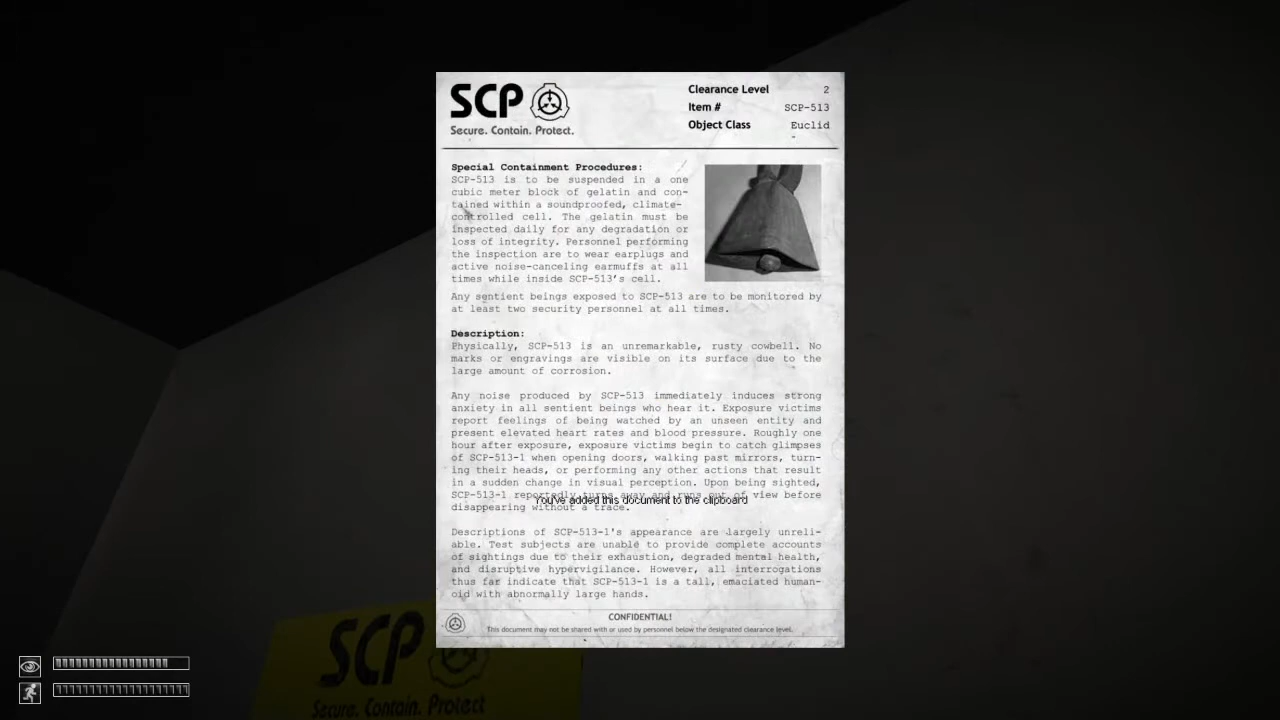 SCP
Secure. Contain. Protect.
Clearance Level 2
Item # SCP-513
Object Class Euclid
Special Containment Procedures:
SCP-513 is to be suspended in a one
cubic meter block of gelatin and con-
tained within a soundproofed, climate-
controlled cell. The gelatin must be
inspected daily for any degradation or
loss of integrity. Personnel performing
the inspection are to wear earplugs and
active noise-canceling earmuffs at all
times while inside SCP-513's cell.
Any sentient beings exposed to SCP-513 are to be monitored by
at least two security personnel at all times.
Description:
Physically, SCP-513 is an unremarkable, rusty cowbell. No
marks or engravings are visible on its surface due to the
large amount of corrosion.
Any noise produced by SCP-513 immediately induces strong
anxiety in all sentient beings who hear it. Exposure victims
report feelings of being watched by an unseen entity and
present elevated heart rates and blood pressure. Roughly one
hour after exposure, exposure victims begin to catch glimpses
of SCP-513-1 when opening doors, walking past mirrors, turn-
ing their heads, or performing any other actions that result
in a sudden change in visual perception. Upon being sighted,
SCP-513-1 reportedly turns away and runs out of view before
You've added this document to the clipboard
disappearing without a trace.
Descriptions of SCP-513-1's appearance are largely unreli-
able. Test subjects are unable to provide complete accounts
of sightings due to their exhaustion, degraded mental health,
and disruptive hypervigilance. However, all interrogations
thus far indicate that SCP-513-1 is a tall, emaciated human-
oid with abnormally large hands.
CONFIDENTIAL!
This document may not be shared with or used by personnel below the designated clearance level.
SCP
Secure. Contain. Protect